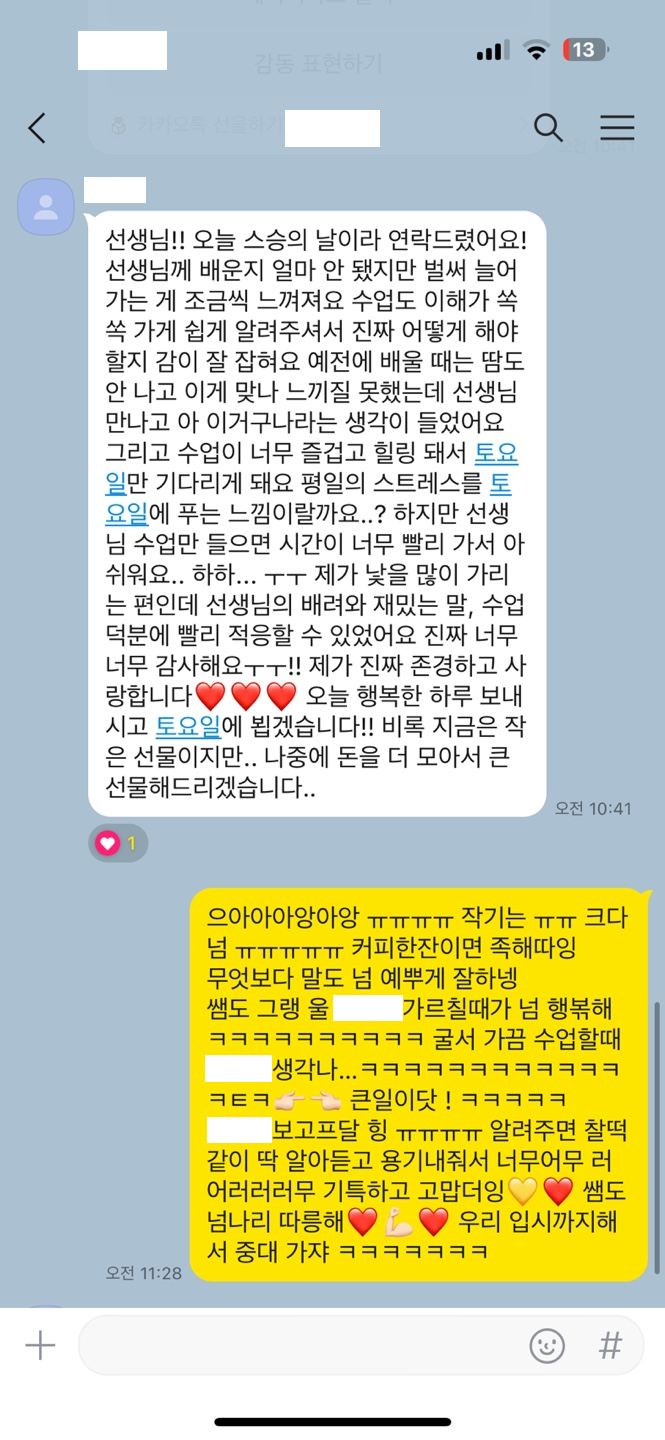 13
감동 표현하기
카카오톡 선물하기
오전 10:41
선생님!! 오늘 스승의 날이라 연락드렸어요!
선생님께 배운지 얼마 안 됐지만 벌써 늘어
가는 게 조금씩 느껴져요 수업도 이해가 쏙
쏙 가게 쉽게 알려주셔서 진짜 어떻게 해야
할지 감이 잘 잡혀요 예전에 배울 때는 땀도
안 나고 이게 맞나 느끼질 못했는데 선생님
만나고 아 이거구나라는 생각이 들었어요
그리고 수업이 너무 즐겁고 힐링 돼서 토요
일만 기다리게 돼요 평일의 스트레스를 토
요일에 푸는 느낌이랄까요..? 하지만 선생
님 수업만 들으면 시간이 너무 빨리 가서 아
쉬워요.. 하하... ㅜㅜ 제가 낯을 많이 가리
는 편인데 선생님의 배려와 재밌는 말, 수업
덕분에 빨리 적응할 수 있었어요 진짜 너무
너무 감사해요ㅜㅜ!! 제가 진짜 존경하고 사
랑합니다❤️❤️❤️ 오늘 행복한 하루 보내
시고 토요일에 뵙겠습니다!! 비록 지금은 작
은 선물이지만.. 나중에 돈을 더 모아서 큰
선물해드리겠습니다..
오전 10:41
1
으아아아앙아앙 ㅠㅠㅠㅠ 작기는 ㅠㅠ 크다
넘 ㅠㅠㅠㅠㅠ 커피한잔이면 족해따잉
무엇보다 말도 넘 예뿌게 잘하넹
쌤도 그랭 울 가르칠때가 넘 행볶해
ㅋㅋㅋㅋㅋㅋㅋㅋㅋㅋ 굴서 가끔 수업할때
생각나...ㅋㅋㅋㅋㅋㅋㅋㅋㅋㅋㅋㅋ
ㅋㅌㅋ👉🏻👈🏻 큰일이닷 ! ㅋㅋㅋㅋㅋ
보고프달 힝 ㅠㅠㅠㅠ 알려주면 찰떡
같이 딱 알아듣고 용기내줘서 너무어무 러
어러러러무 기특하고 고맙더잉💛❤️ 쌤도
넘나리 따릉해❤️💪🏻❤️ 우리 입시까지해
서 중대 가쟈 ㅋㅋㅋㅋㅋㅋㅋ
오전 11:28
#